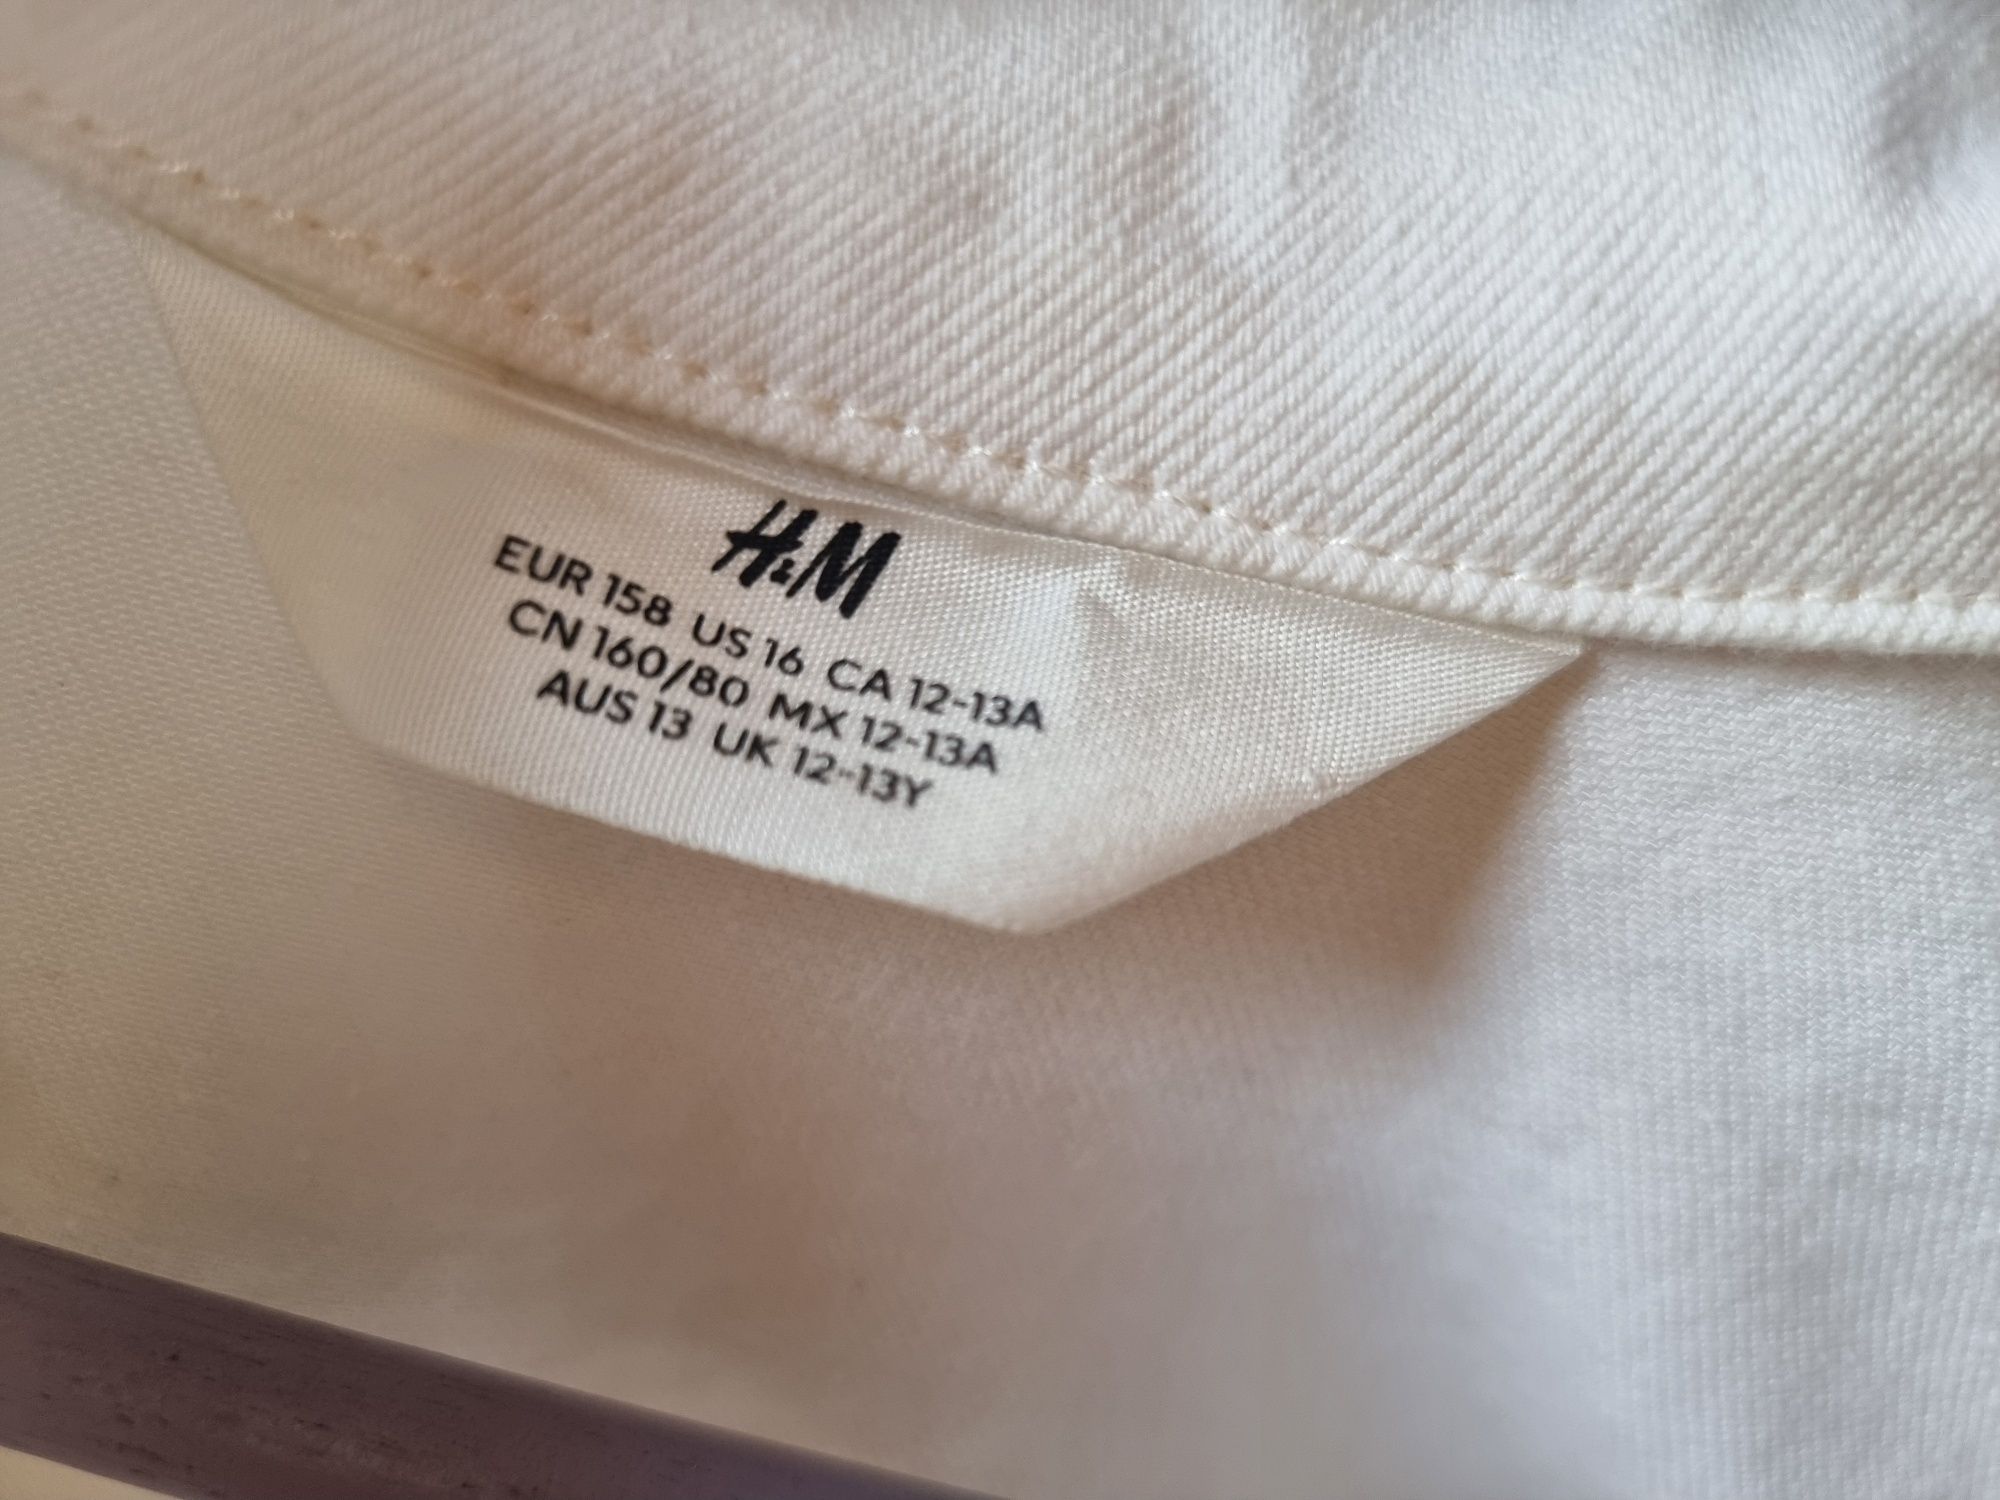 H&M
EUR 158 US 16 CA 12-13A
CN 160/80 MX 12-13A
AUS 13 UK 12-13Y